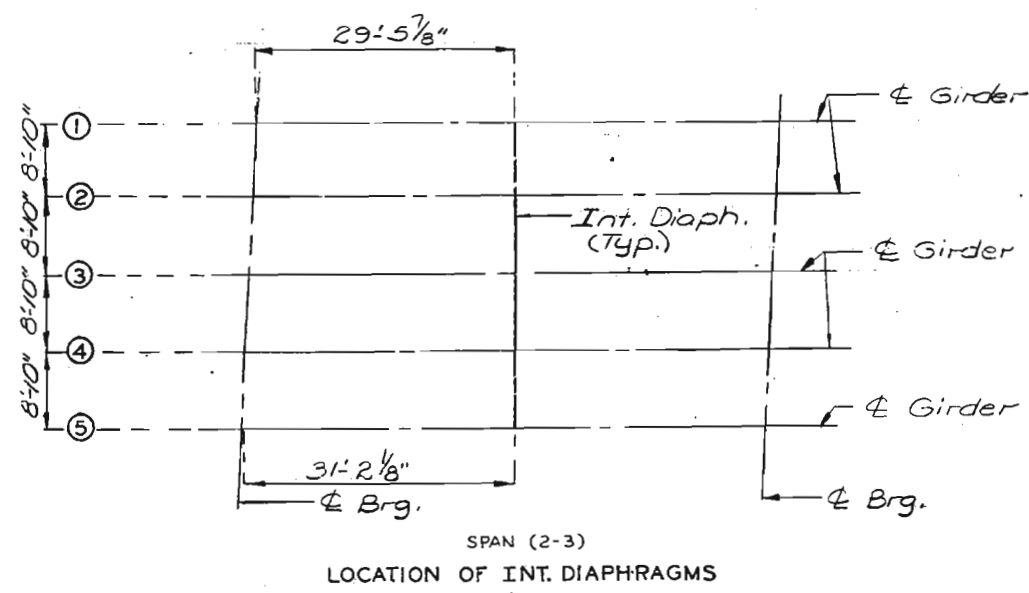 29'-5 7/8"
℄ Girder
8'-10"
①
②
8'-10"
Int. Diaph.
(Typ.)
℄ Girder
③
8'-10"
④
8'-10"
℄ Girder
⑤
31'-2 1/8"
℄ Brg.
℄ Brg.
SPAN (2-3)
LOCATION OF INT. DIAPHRAGMS